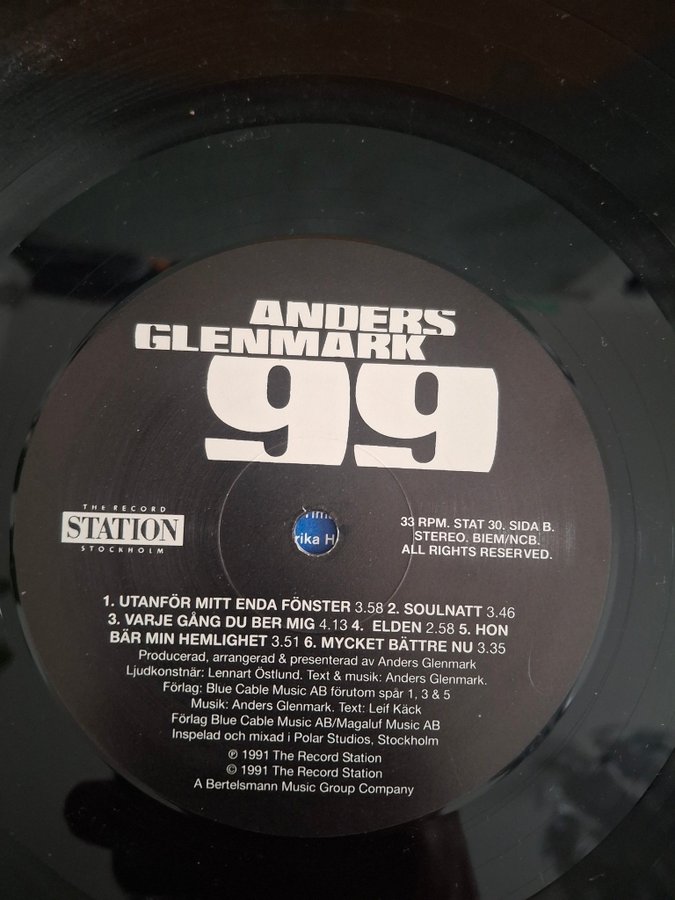 ANDERS
GLENMARK
99
THE RECORD
STATION
STOCKHOLM
rika H
33 RPM. STAT 30. SIDA B.
STEREO. BIEM/NCB.
ALL RIGHTS RESERVED.
1. UTANFÖR MITT ENDA FÖNSTER 3.58 2. SOULNATT 3.46
3. VARJE GÅNG DU BER MIG 4.13 4. ELDEN 2.58 5. HON
BÄR MIN HEMLIGHET 3.51 6. MYCKET BÄTTRE NU 3.35
Producerad, arrangerad & presenterad av Anders Glenmark
Ljudkonstnär: Lennart Östlund. Text & musik: Anders Glenmark.
Förlag: Blue Cable Music AB förutom spår 1, 3 & 5
Musik: Anders Glenmark. Text: Leif Käck
Förlag Blue Cable Music AB/Magaluf Music AB
Inspelad och mixad i Polar Studios, Stockholm
℗ 1991 The Record Station
© 1991 The Record Station
A Bertelsmann Music Group Company